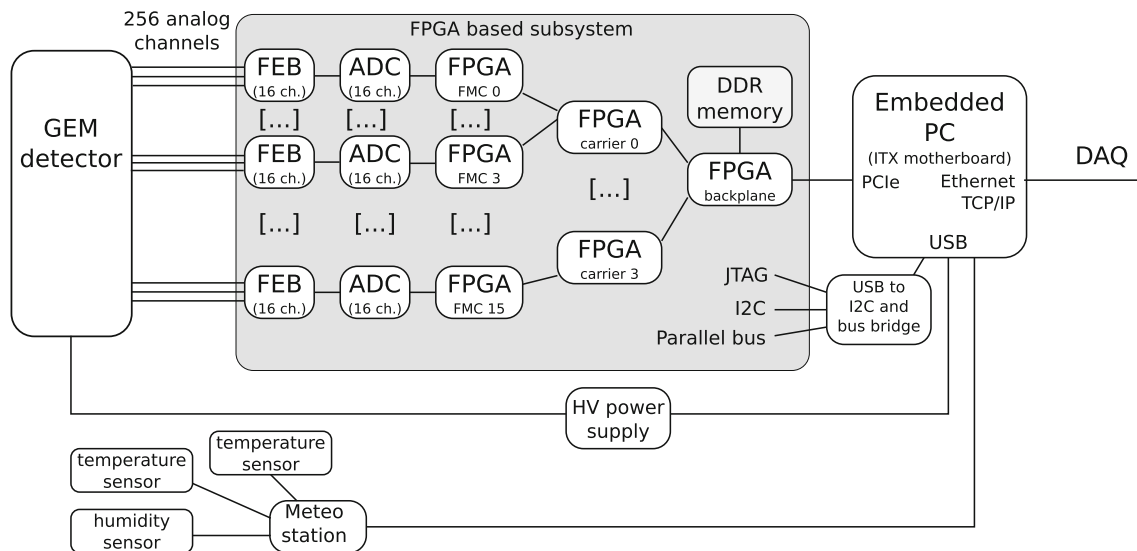 256 analog
channels
FPGA based subsystem
GEM
detector
FEB
(16 ch.)
ADC
(16 ch.)
FPGA
FMC 0
[...]
[...]
[...]
FEB
(16 ch.)
ADC
(16 ch.)
FPGA
FMC 3
[...]
[...]
[...]
FEB
(16 ch.)
ADC
(16 ch.)
FPGA
FMC 15
FPGA
carrier 0
[...]
FPGA
carrier 3
DDR
memory
FPGA
backplane
Embedded
PC
(ITX motherboard)
PCIe
Ethernet
TCP/IP
USB
DAQ
JTAG
I2C
Parallel bus
USB to
I2C and
bus bridge
HV power
supply
temperature
sensor
temperature
sensor
humidity
sensor
Meteo
station